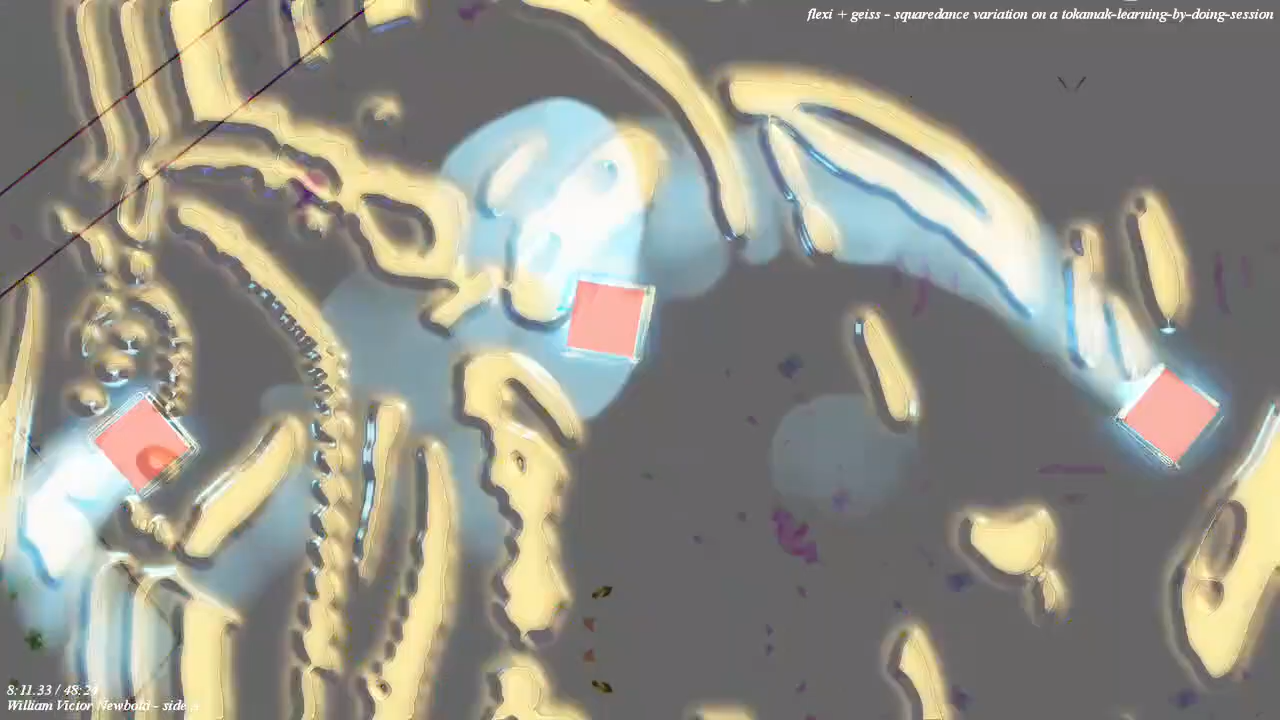 flexi + geiss - squaredance variation on a tokamak-learning-by-doing-session
8:11.33 / 48:24
William Victor Newbold - side